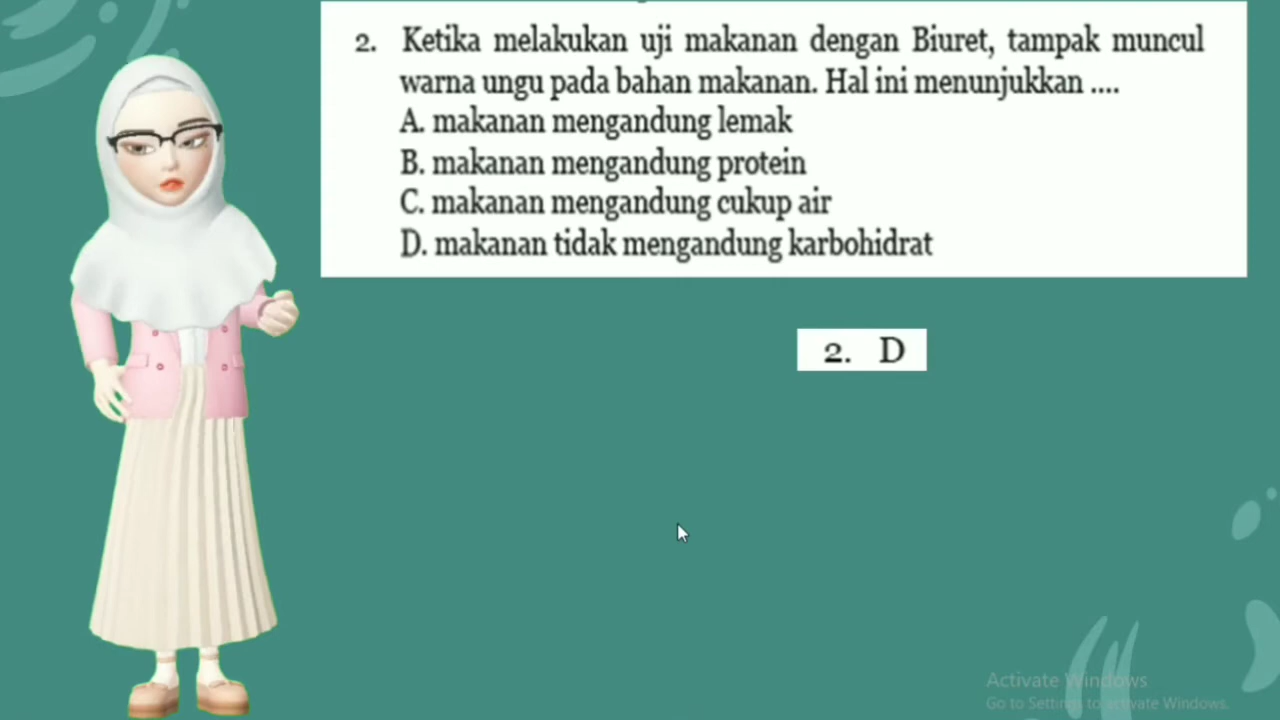 2. Ketika melakukan uji makanan dengan Biuret, tampak muncul
warna ungu pada bahan makanan. Hal ini menunjukkan ....
A. makanan mengandung lemak
B. makanan mengandung protein
C. makanan mengandung cukup air
D. makanan tidak mengandung karbohidrat
2. D
Activate Windows
Go to Settings to activate Windows.